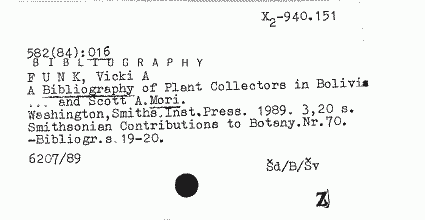 X2-940.151
582(84):016
B I B L I O G R A P H Y
F U N K, Vicki A
A Bibliography of Plant Collectors in Bolivia
... and Scott A.Mori.
Washington,Smiths.Inst.Press. 1989. 3,20 s.
Smithsonian Contributions to Botany.Nr.70.
-Bibliogr.s.19-20.
6207/89
Šd/B/Šv
Z